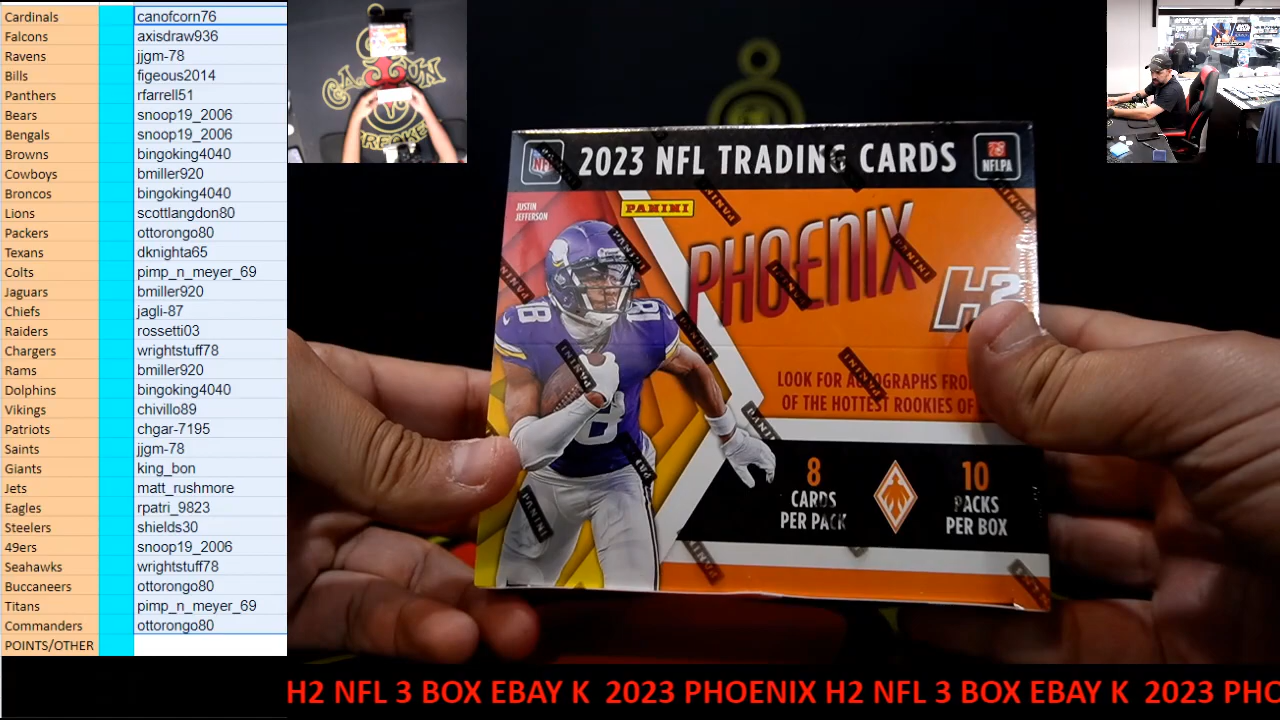 Cardinals canofcorn76
Falcons axisdraw936
Ravens jjgm-78
Bills figeous2014
Panthers rfarrell51
Bears snoop19_2006
Bengals snoop19_2006
Browns bingoking4040
Cowboys bmiller920
Broncos bingoking4040
Lions scottlangdon80
Packers ottorongo80
Texans dknighta65
Colts pimp_n_meyer_69
Jaguars bmiller920
Chiefs jagli-87
Raiders rossetti03
Chargers wrightstuff78
Rams bmiller920
Dolphins bingoking4040
Vikings chivillo89
Patriots chgar-7195
Saints jjgm-78
Giants king_bon
Jets matt_rushmore
Eagles rpatri_9823
Steelers shields30
49ers snoop19_2006
Seahawks wrightstuff78
Buccaneers ottorongo80
Titans pimp_n_meyer_69
Commanders ottorongo80
POINTS/OTHER
NFL 2023 NFL TRADING CARDS NFLPA
JUSTIN
JEFFERSON
PANINI
PHOENIX
H2
LOOK FOR AUTOGRAPHS
OF THE HOTTEST ROOKIES OF
8
CARDS
PER PACK
10
PACKS
PER BOX
18
18
8
H2 NFL 3 BOX EBAY K 2023 PHOENIX H2 NFL 3 BOX EBAY K 2023 PHO